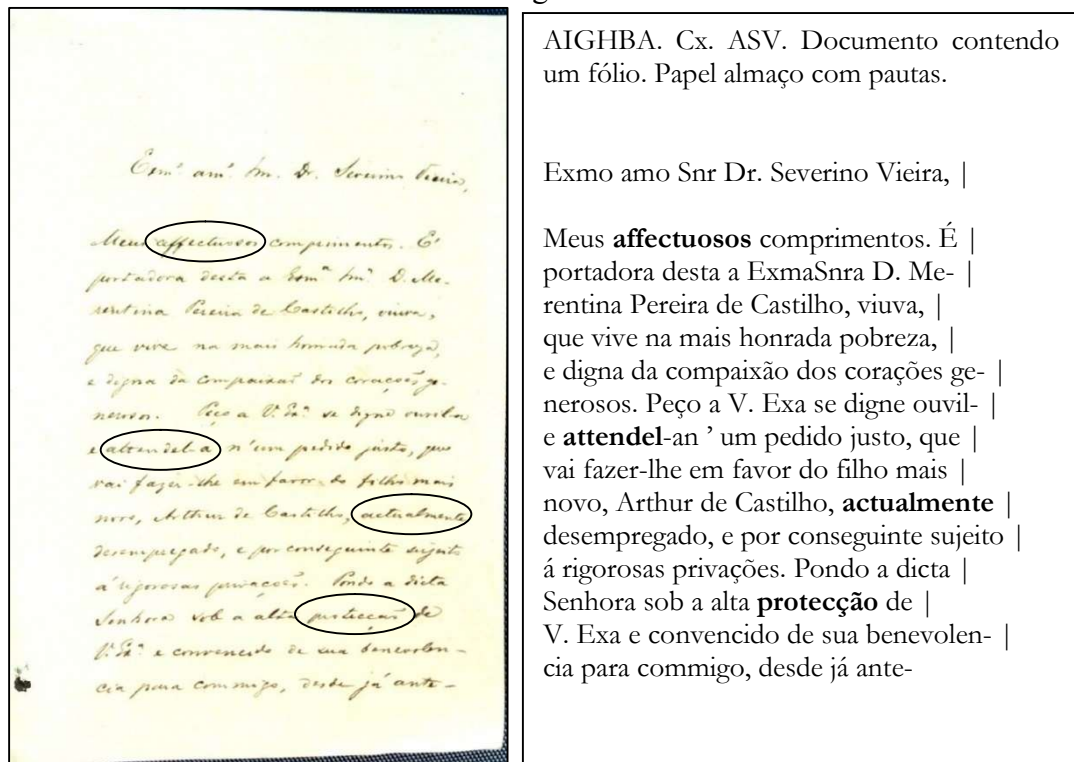 Exmº amº Snr. Dr. Severino Vieira,
Meus affectuosos comprimentos. É
portadora desta a Exmª Snrª D. Me-
rentina Pereira de Castilho, viuva,
que vive na mais honrada pobreza,
e digna da compaixaõ dos corações ge-
nerosos. Peço a V. Exª se digne ouvil-a
e attendel-a n'um pedido justo, que
vai fazer-lhe em favor do filho mais
novo, Arthur de Castilho, actualmente
desempregado, e por conseguinte sujeito
á rigorosas privações. Pondo a dicta
Senhora sob a alta protecçaõ de
V. Exª e convencido de sua benevolen-
cia para commigo, desde já ante-
AIGHBA. Cx. ASV. Documento contendo
um fólio. Papel almaço com pautas.
Exmo amo Snr Dr. Severino Vieira, |
Meus affectuosos comprimentos. É |
portadora desta a ExmaSnra D. Me- |
rentina Pereira de Castilho, viuva, |
que vive na mais honrada pobreza, |
e digna da compaixão dos corações ge- |
nerosos. Peço a V. Exa se digne ouvil- |
e attendel-an ’ um pedido justo, que |
vai fazer-lhe em favor do filho mais |
novo, Arthur de Castilho, actualmente |
desempregado, e por conseguinte sujeito |
á rigorosas privações. Pondo a dicta |
Senhora sob a alta protecção de |
V. Exa e convencido de sua benevolen- |
cia para commigo, desde já ante-